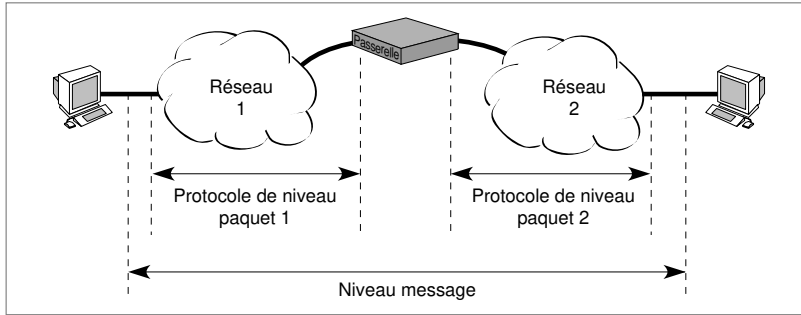 Passerelle
Réseau
1
Réseau
2
Protocole de niveau
paquet 1
Protocole de niveau
paquet 2
Niveau message